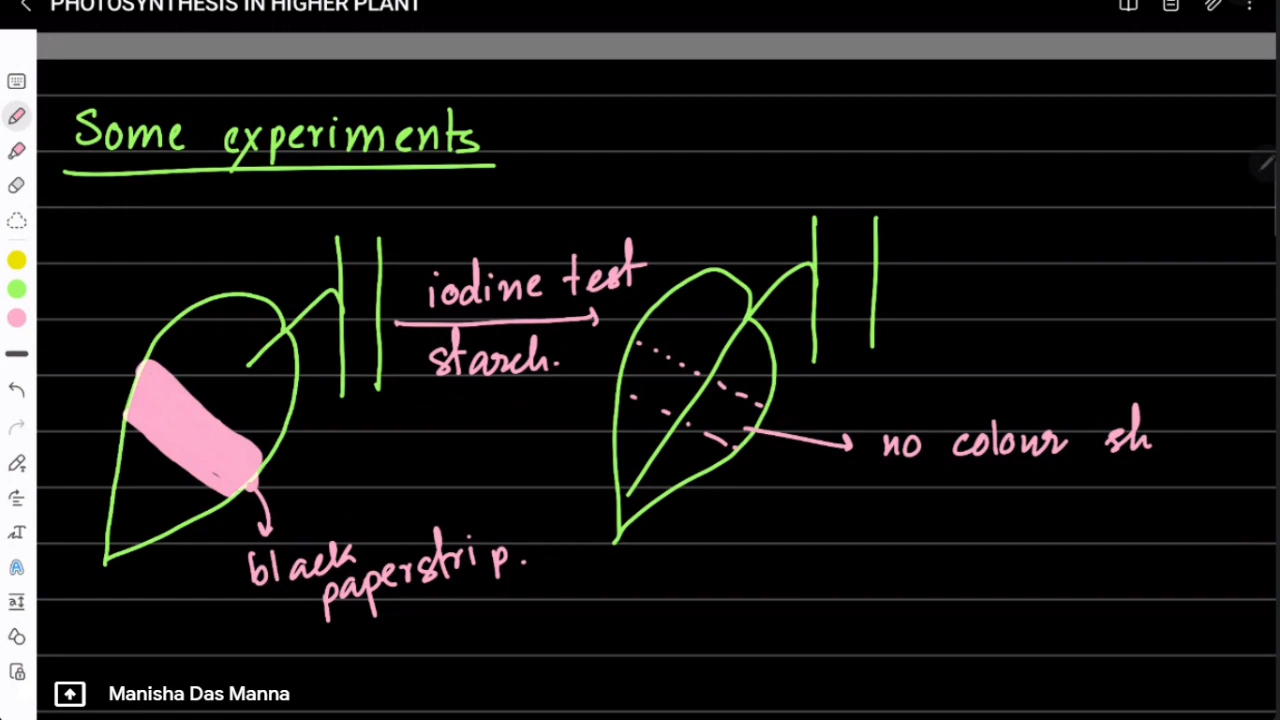 PHOTOSYNTHESIS IN HIGHER PLANT
Some experiments
iodine test
starch.
no colour sh
black
paperstrip.
Manisha Das Manna